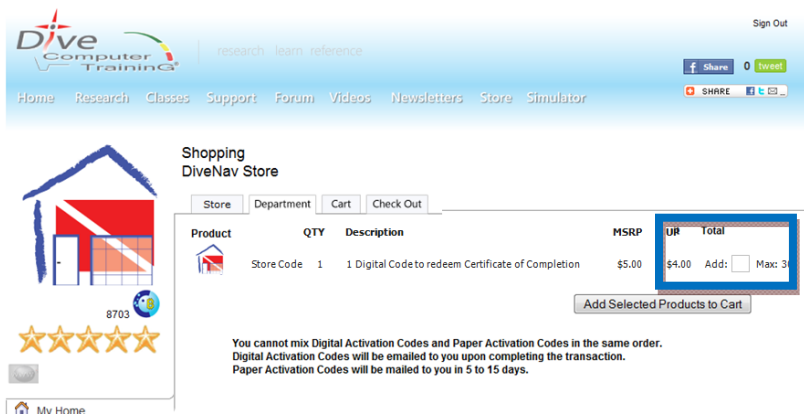 Sign Out
Dive
Computer
TraininG
research learn reference
f Share 0 tweet
Home Research Classes Support Forum Videos Newsletters Store Simulator
SHARE
Shopping
DiveNav Store
Store Department Cart Check Out
Product QTY Description MSRP UR Total
Store Code 1 1 Digital Code to redeem Certificate of Completion $5.00 $4.00 Add: Max: 30
Add Selected Products to Cart
8703
You cannot mix Digital Activation Codes and Paper Activation Codes in the same order.
Digital Activation Codes will be emailed to you upon completing the transaction.
Paper Activation Codes will be mailed to you in 5 to 15 days.
My Home